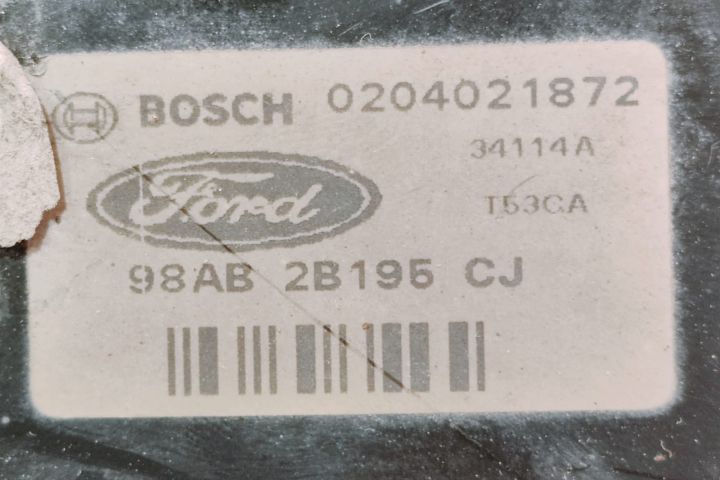 BOSCH 0204021872
34114A
Ford
T53CA
98AB 2B195 CJ